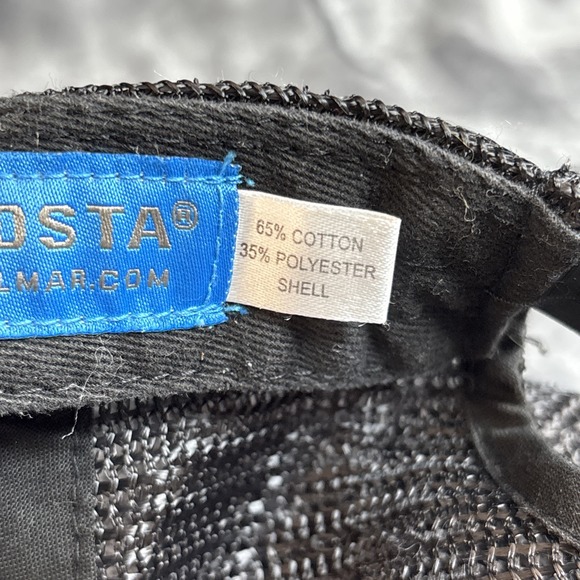 OSTA®
LMAR.COM
65% COTTON
35% POLYESTER
SHELL